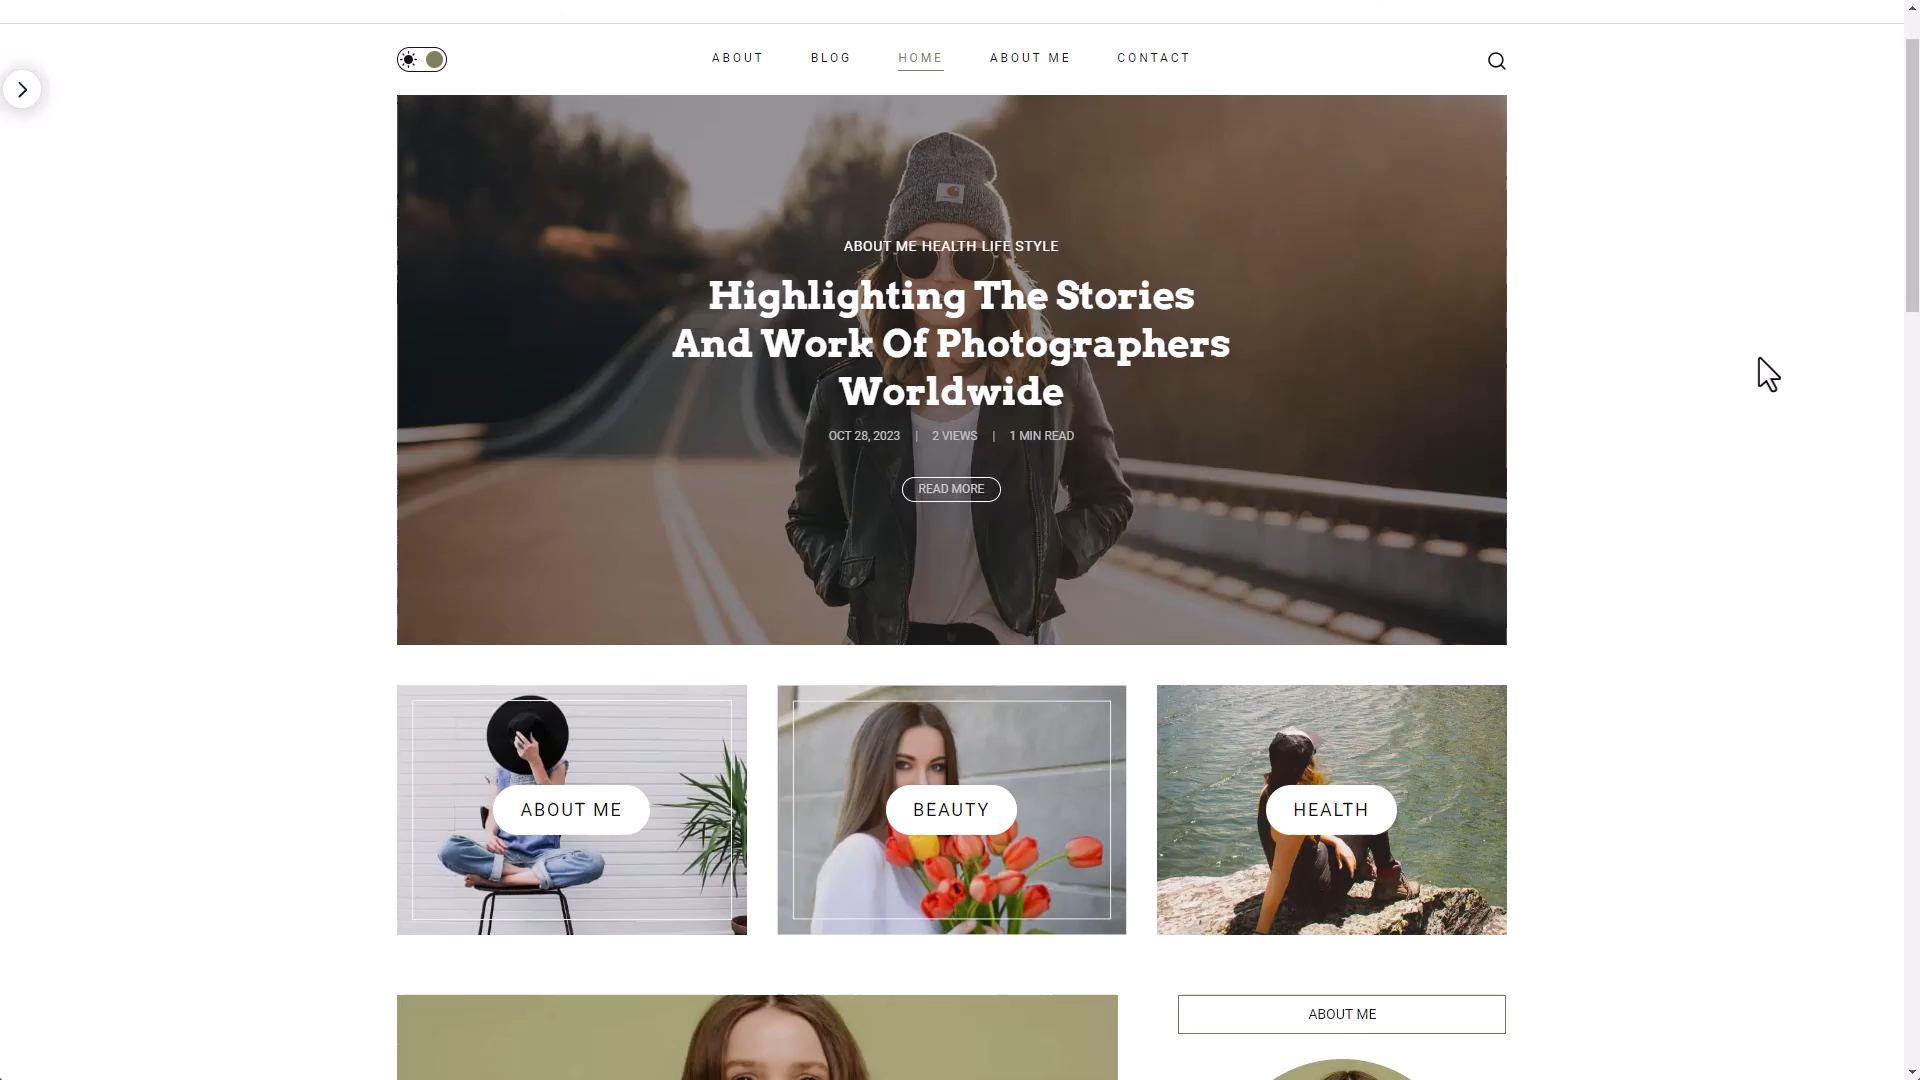 ABOUT
BLOG
HOME
ABOUT ME
CONTACT
ABOUT ME HEALTH LIFE STYLE
Highlighting The Stories
And Work Of Photographers
Worldwide
OCT 28, 2023 | 2 VIEWS | 1 MIN READ
READ MORE
ABOUT ME
BEAUTY
HEALTH
ABOUT ME